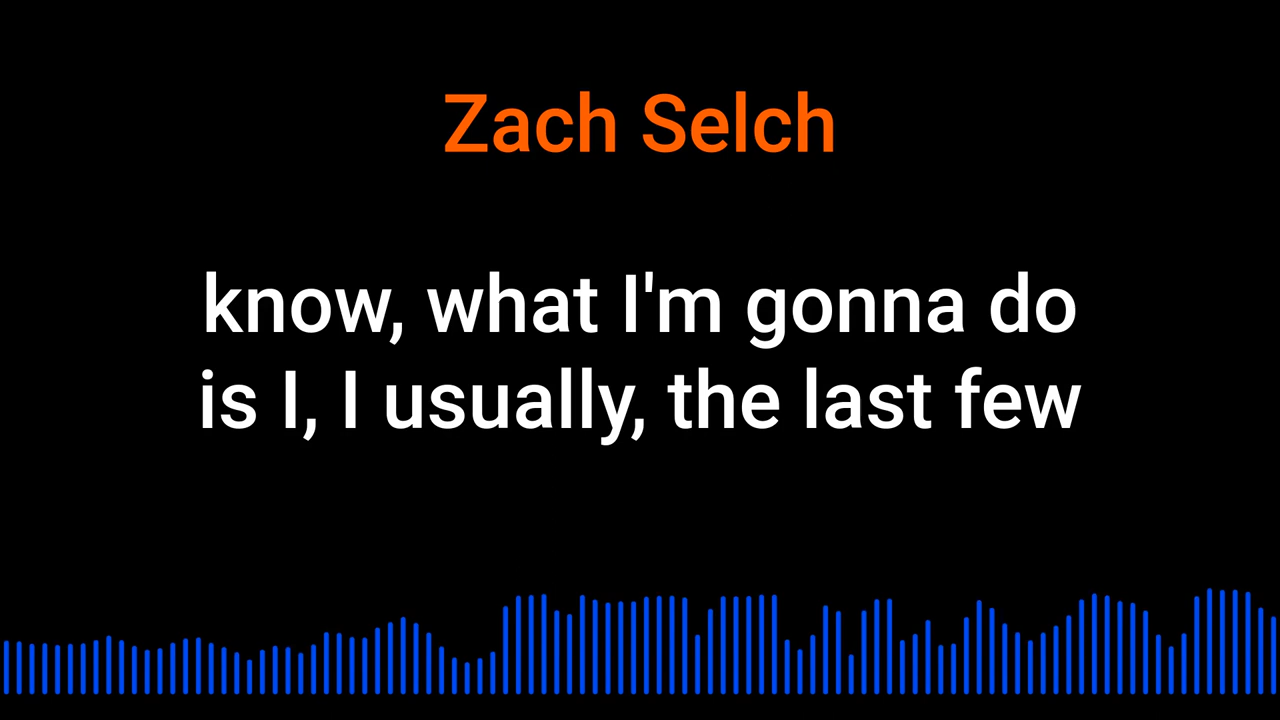 Zach Selch
know, what I'm gonna do
is I, I usually, the last few